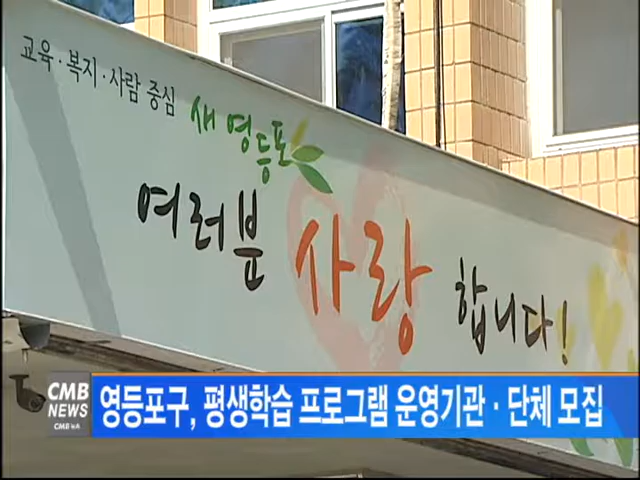 교육·복지·사람 중심
새 영등포
여러분 사랑 합니다!
CMB
NEWS
영등포구, 평생학습 프로그램 운영기관·단체 모집